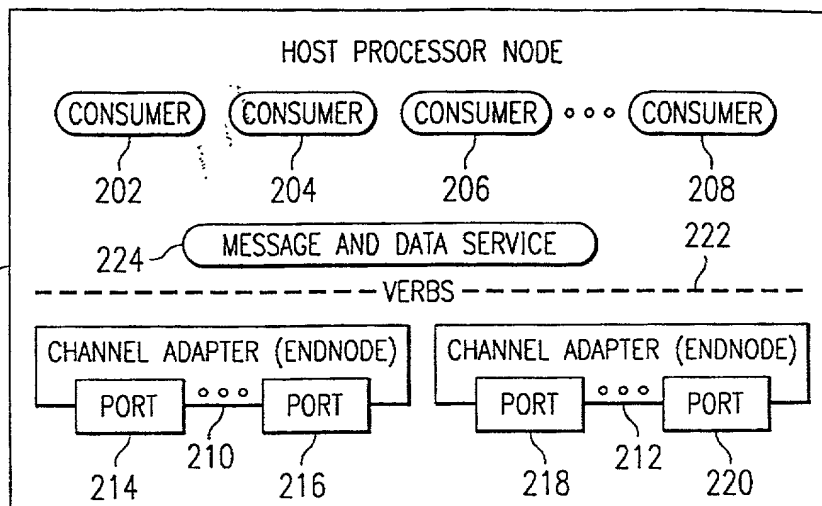 HOST PROCESSOR NODE
CONSUMER CONSUMER CONSUMER CONSUMER
202 204 206 208
224 MESSAGE AND DATA SERVICE 222
VERBS
CHANNEL ADAPTER (ENDNODE) CHANNEL ADAPTER (ENDNODE)
PORT PORT PORT PORT
214 210 216 218 212 220